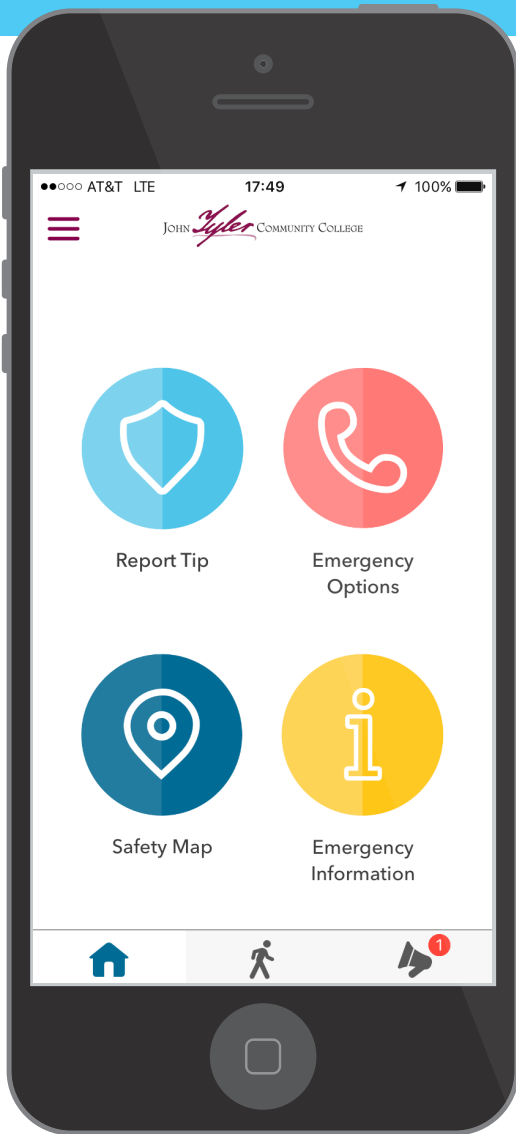 AT&T LTE 17:49 100%
John Tyler Community College
Report Tip
Emergency
Options
Safety Map
Emergency
Information
1